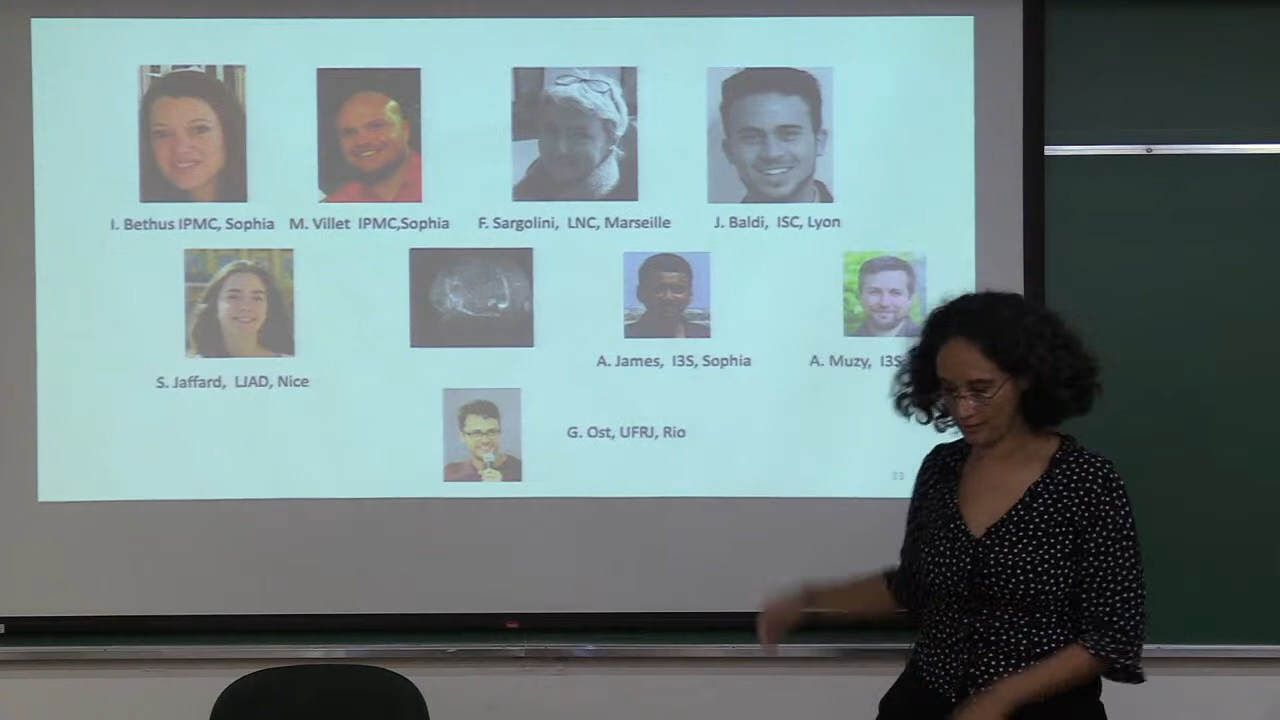 I. Bethus IPMC, Sophia
M. Villet IPMC,Sophia
F. Sargolini, LNC, Marseille
J. Baldi, ISC, Lyon
S. Jaffard, LJAD, Nice
A. James, I3S, Sophia
A. Muzy, I3S
G. Ost, UFRJ, Rio
33